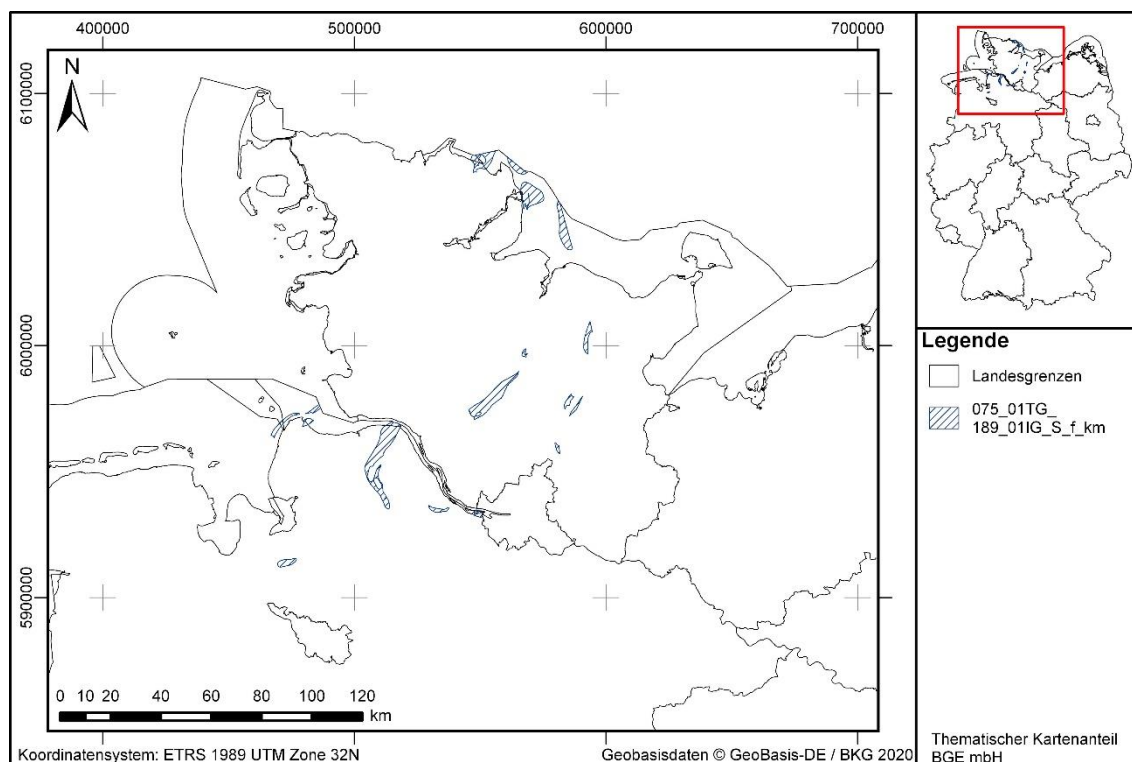 400000 500000 600000 700000
N
6100000
6000000
5900000
0 10 20 40 60 80 100 120
km
Koordinatensystem: ETRS 1989 UTM Zone 32N
Geobasisdaten © GeoBasis-DE / BKG 2020
Legende
Landesgrenzen
075_01TG_
189_01IG_S_f_km
Thematischer Kartenanteil
BGE mbH